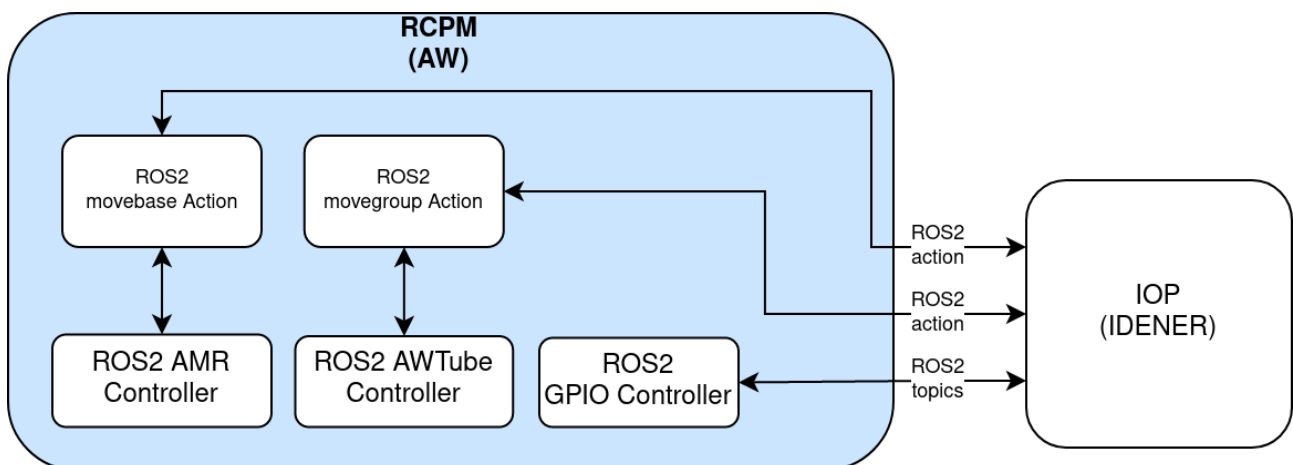 RCPM
(AW)
ROS2
movebase Action
ROS2
movegroup Action
ROS2
action
ROS2
action
ROS2
topics
IOP
(IDENER)
ROS2 AMR
Controller
ROS2 AWTube
Controller
ROS2
GPIO Controller